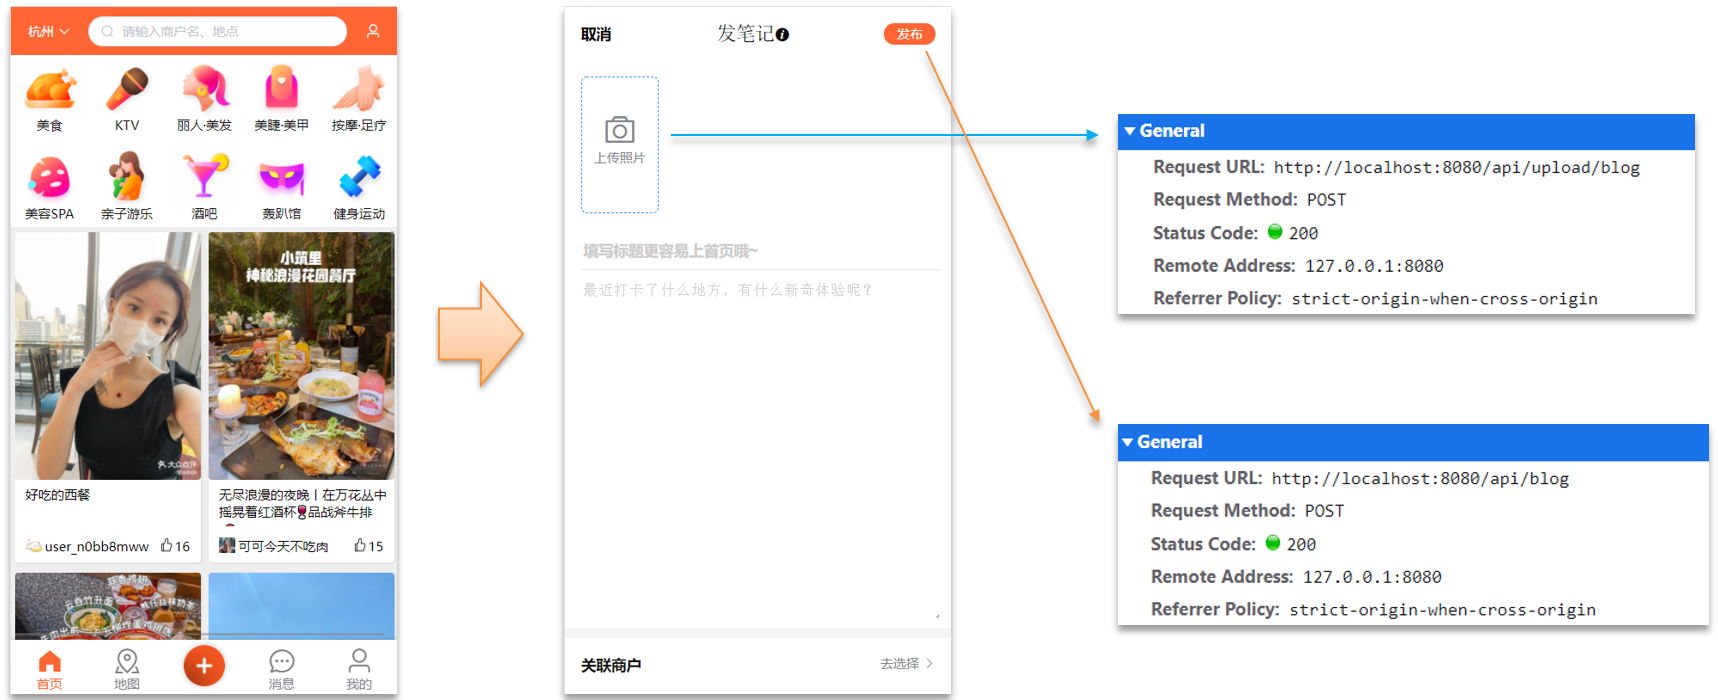 杭州
请输入商户名、地点
美食
KTV
丽人·美发
美睫·美甲
按摩·足疗
美容SPA
亲子游乐
酒吧
轰趴馆
健身运动
大众点评
好吃的西餐
user_n0bb8mww
16
小筑里
神秘浪漫花园餐厅
无尽浪漫的夜晚丨在万花丛中
摇晃着红酒杯🍷品战斧牛排
可可今天不吃肉
15
首页
地图
消息
我的
取消
发笔记
发布
上传照片
填写标题更容易上首页哦~
最近打卡了什么地方，有什么新奇体验呢？
关联商户
去选择
General
Request URL: http://localhost:8080/api/upload/blog
Request Method: POST
Status Code: 200
Remote Address: 127.0.0.1:8080
Referrer Policy: strict-origin-when-cross-origin
General
Request URL: http://localhost:8080/api/blog
Request Method: POST
Status Code: 200
Remote Address: 127.0.0.1:8080
Referrer Policy: strict-origin-when-cross-origin